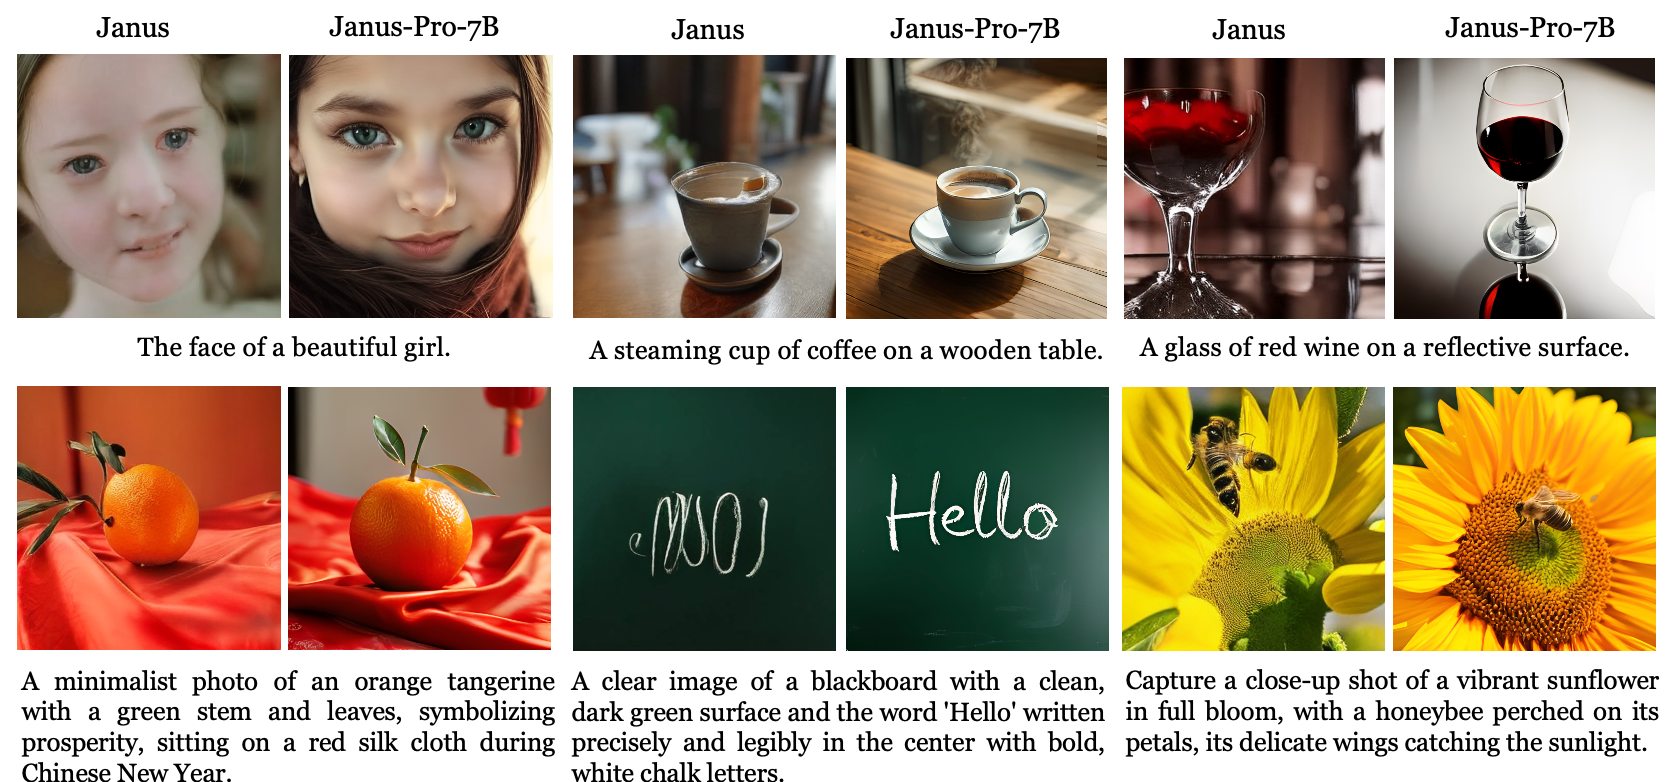 Janus
Janus-Pro-7B
Janus
Janus-Pro-7B
Janus
Janus-Pro-7B
The face of a beautiful girl.
A steaming cup of coffee on a wooden table.
A glass of red wine on a reflective surface.
Hello
A minimalist photo of an orange tangerine
with a green stem and leaves, symbolizing
prosperity, sitting on a red silk cloth during
Chinese New Year.
A clear image of a blackboard with a clean,
dark green surface and the word 'Hello' written
precisely and legibly in the center with bold,
white chalk letters.
Capture a close-up shot of a vibrant sunflower
in full bloom, with a honeybee perched on its
petals, its delicate wings catching the sunlight.